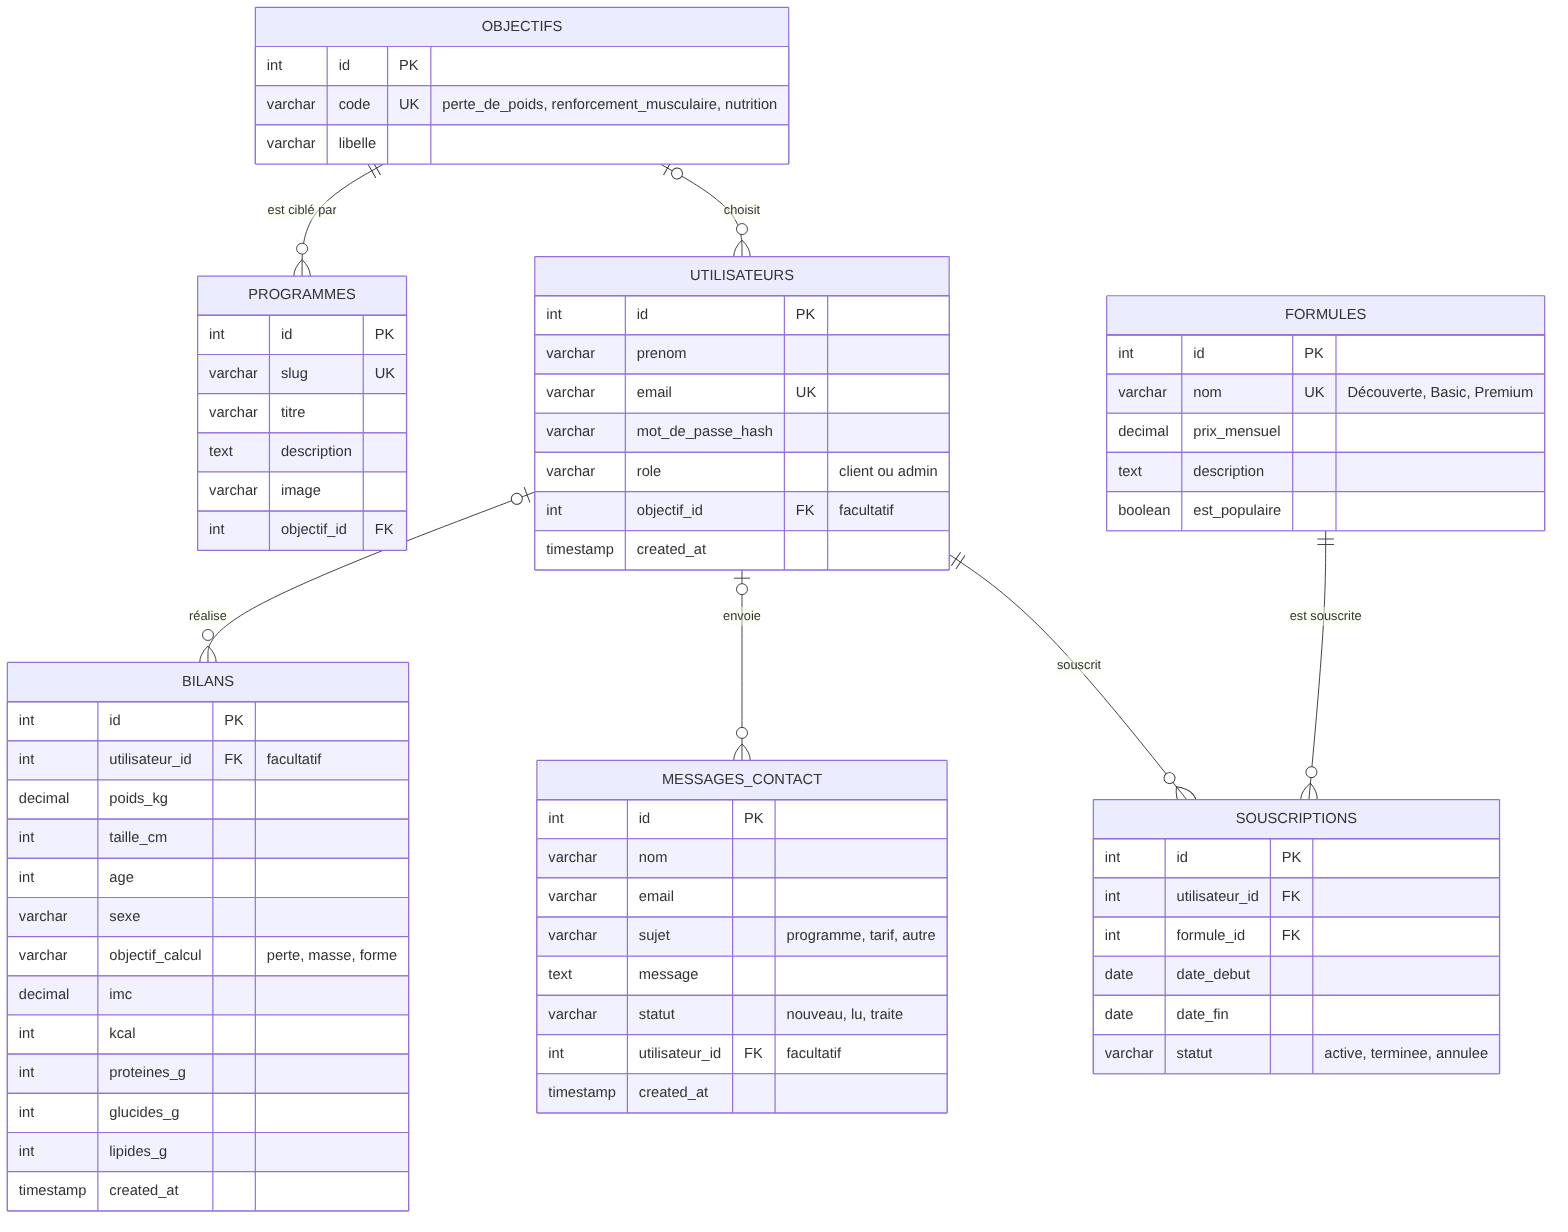 OBJECTIFS
int id PK
varchar code UK perte_de_poids, renforcement_musculaire, nutrition
varchar libelle
est ciblé par
choisit
PROGRAMMES
int id PK
varchar slug UK
varchar titre
text description
varchar image
int objectif_id FK
UTILISATEURS
int id PK
varchar prenom
varchar email UK
varchar mot_de_passe_hash
varchar role client ou admin
int objectif_id FK facultatif
timestamp created_at
FORMULES
int id PK
varchar nom UK Découverte, Basic, Premium
decimal prix_mensuel
text description
boolean est_populaire
réalise
envoie
souscrit
est souscrite
BILANS
int id PK
int utilisateur_id FK facultatif
decimal poids_kg
int taille_cm
int age
varchar sexe
varchar objectif_calcul perte, masse, forme
decimal imc
int kcal
int proteines_g
int glucides_g
int lipides_g
timestamp created_at
MESSAGES_CONTACT
int id PK
varchar nom
varchar email
varchar sujet programme, tarif, autre
text message
varchar statut nouveau, lu, traite
int utilisateur_id FK facultatif
timestamp created_at
SOUSCRIPTIONS
int id PK
int utilisateur_id FK
int formule_id FK
date date_debut
date date_fin
varchar statut active, terminee, annulee